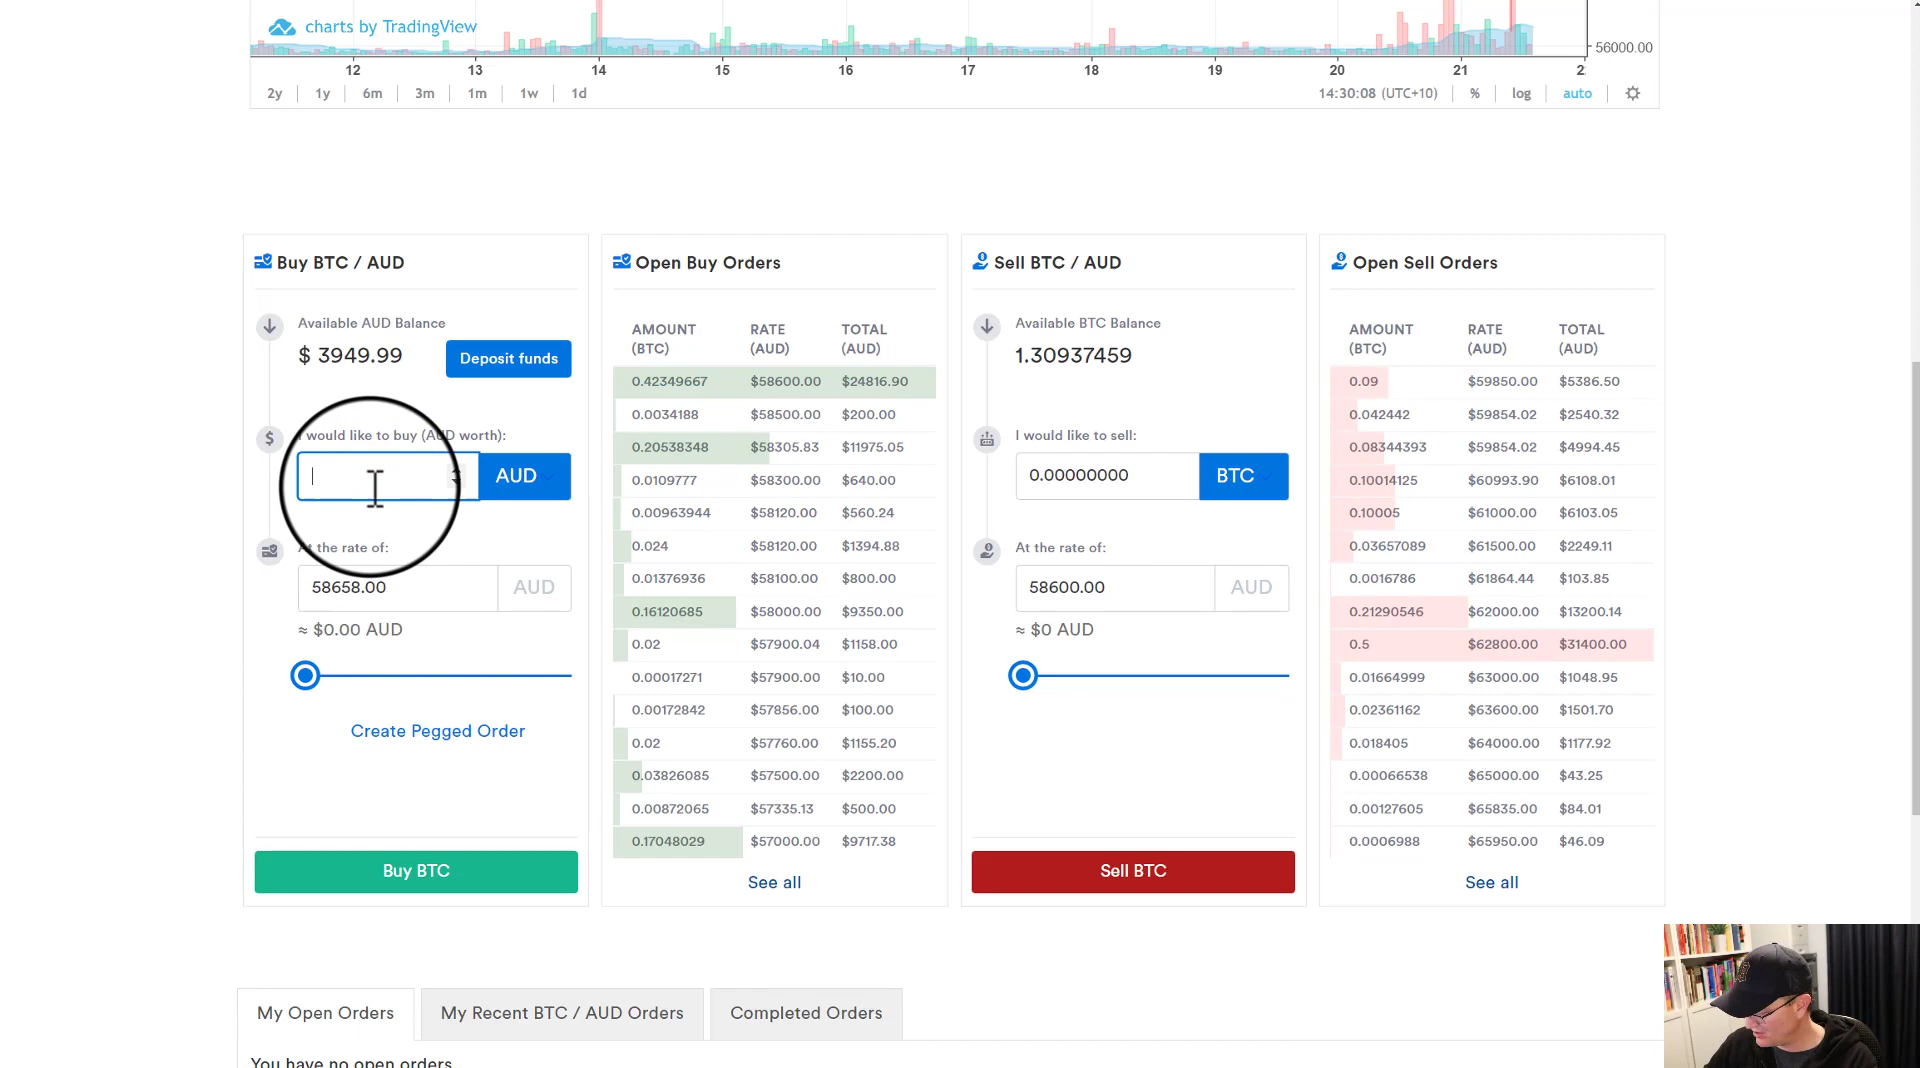 charts by TradingView
56000.00
12 13 14 15 16 17 18 19 20 21 2
2y 1y 6m 3m 1m 1w 1d 14:30:08 (UTC+10) % log auto
Buy BTC / AUD
Available AUD Balance
$ 3949.99
Deposit funds
I would like to buy (AUD worth):
AUD
At the rate of:
58658.00 AUD
≈ $0.00 AUD
Create Pegged Order
Buy BTC
Open Buy Orders
AMOUNT (BTC) RATE (AUD) TOTAL (AUD)
0.42349667 $58600.00 $24816.90
0.0034188 $58500.00 $200.00
0.20538348 $58305.83 $11975.05
0.0109777 $58300.00 $640.00
0.00963944 $58120.00 $560.24
0.024 $58120.00 $1394.88
0.01376936 $58100.00 $800.00
0.16120685 $58000.00 $9350.00
0.02 $57900.04 $1158.00
0.00017271 $57900.00 $10.00
0.00172842 $57856.00 $100.00
0.02 $57760.00 $1155.20
0.03826085 $57500.00 $2200.00
0.00872065 $57335.13 $500.00
0.17048029 $57000.00 $9717.38
See all
Sell BTC / AUD
Available BTC Balance
1.30937459
I would like to sell:
0.00000000 BTC
At the rate of:
58600.00 AUD
≈ $0 AUD
Sell BTC
Open Sell Orders
AMOUNT (BTC) RATE (AUD) TOTAL (AUD)
0.09 $59850.00 $5386.50
0.042442 $59854.02 $2540.32
0.08344393 $59854.02 $4994.45
0.10014125 $60993.90 $6108.01
0.10005 $61000.00 $6103.05
0.03657089 $61500.00 $2249.11
0.0016786 $61864.44 $103.85
0.21290546 $62000.00 $13200.14
0.5 $62800.00 $31400.00
0.01664999 $63000.00 $1048.95
0.02361162 $63600.00 $1501.70
0.018405 $64000.00 $1177.92
0.00066538 $65000.00 $43.25
0.00127605 $65835.00 $84.01
0.0006988 $65950.00 $46.09
See all
My Open Orders
My Recent BTC / AUD Orders
Completed Orders
You have no open orders